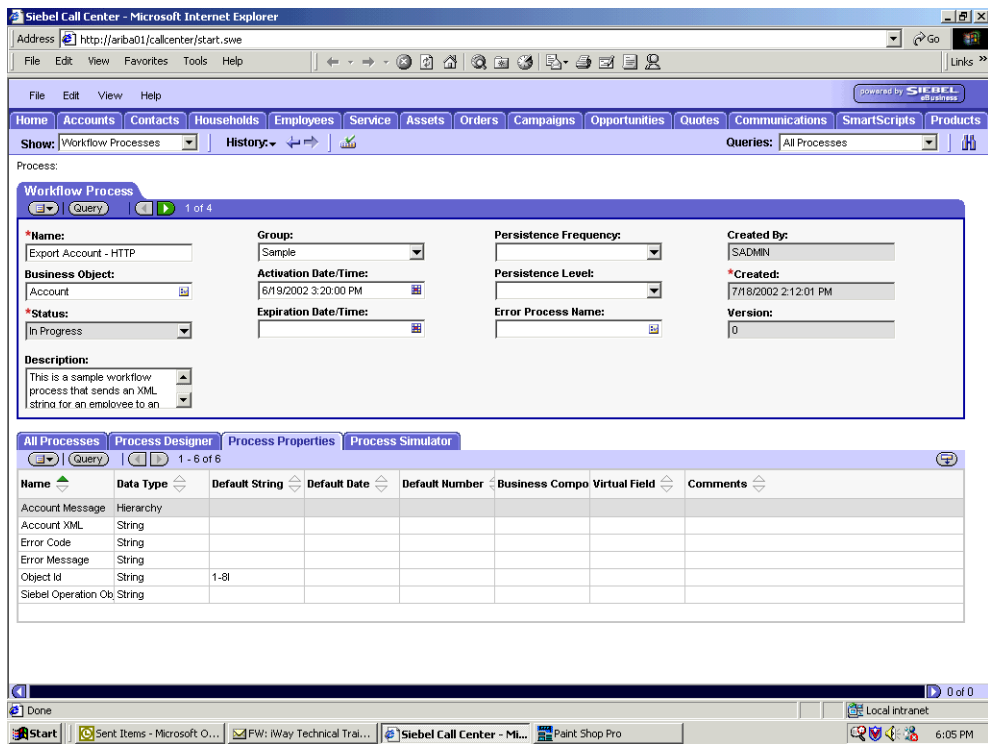 Siebel Call Center - Microsoft Internet Explorer
Address http://ariba01/callcenter/start.swe Go
File Edit View Favorites Tools Help Links »
File Edit View Help powered by SIEBEL eBusiness
Home Accounts Contacts Households Employees Service Assets Orders Campaigns Opportunities Quotes Communications SmartScripts Products
Show: Workflow Processes History: Queries: All Processes
Process:
Workflow Process
Query 1 of 4
*Name: Group: Persistence Frequency: Created By:
Export Account - HTTP Sample SADMIN
Business Object: Activation Date/Time: Persistence Level: *Created:
Account 6/19/2002 3:20:00 PM 7/18/2002 2:12:01 PM
*Status: Expiration Date/Time: Error Process Name: Version:
In Progress 0
Description:
This is a sample workflow
process that sends an XML
string for an employee to an
All Processes Process Designer Process Properties Process Simulator
Query 1 - 6 of 6
Name Data Type Default String Default Date Default Number Business Compo Virtual Field Comments
Account Message Hierarchy
Account XML String
Error Code String
Error Message String
Object Id String 1-8I
Siebel Operation Ob String
0 of 0
Done Local intranet
Start Sent Items - Microsoft O... FW: iWay Technical Trai... Siebel Call Center - Mi... Paint Shop Pro 6:05 PM